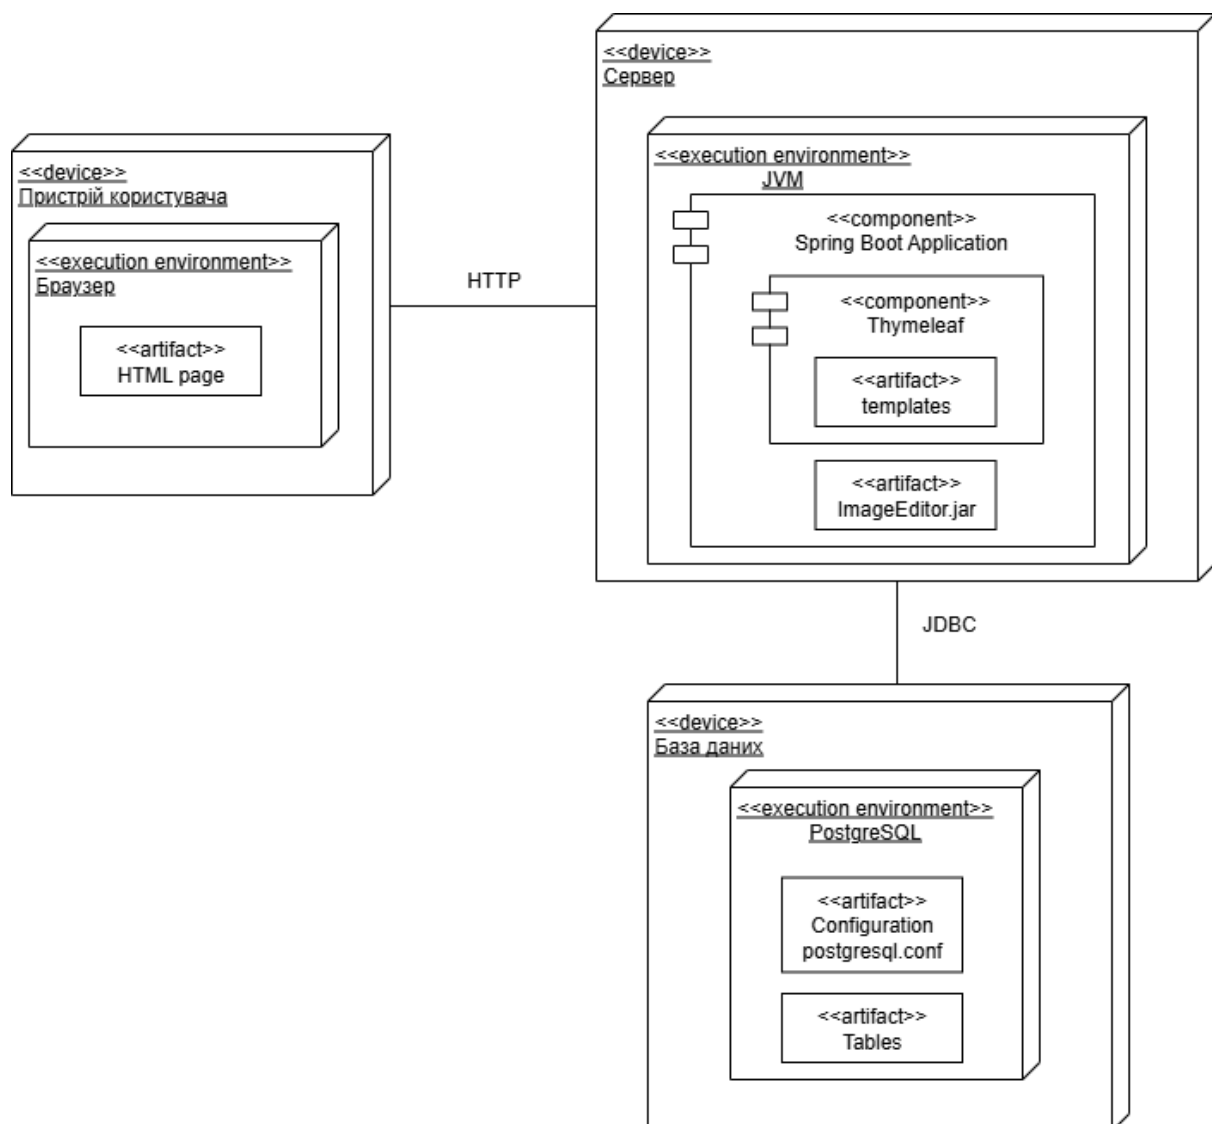 <<device>>
Пристрій користувача
<<execution environment>>
Браузер
<<artifact>>
HTML page
HTTP
<<device>>
Сервер
<<execution environment>>
JVM
<<component>>
Spring Boot Application
<<component>>
Thymeleaf
<<artifact>>
templates
<<artifact>>
ImageEditor.jar
JDBC
<<device>>
База даних
<<execution environment>>
PostgreSQL
<<artifact>>
Configuration
postgresql.conf
<<artifact>>
Tables